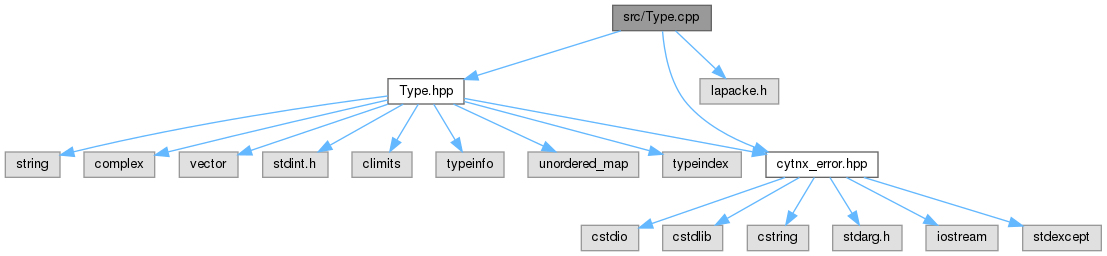 src/Type.cpp
Type.hpp
lapacke.h
string
complex
vector
stdint.h
climits
typeinfo
unordered_map
typeindex
cytnx_error.hpp
cstdio
cstdlib
cstring
stdarg.h
iostream
stdexcept